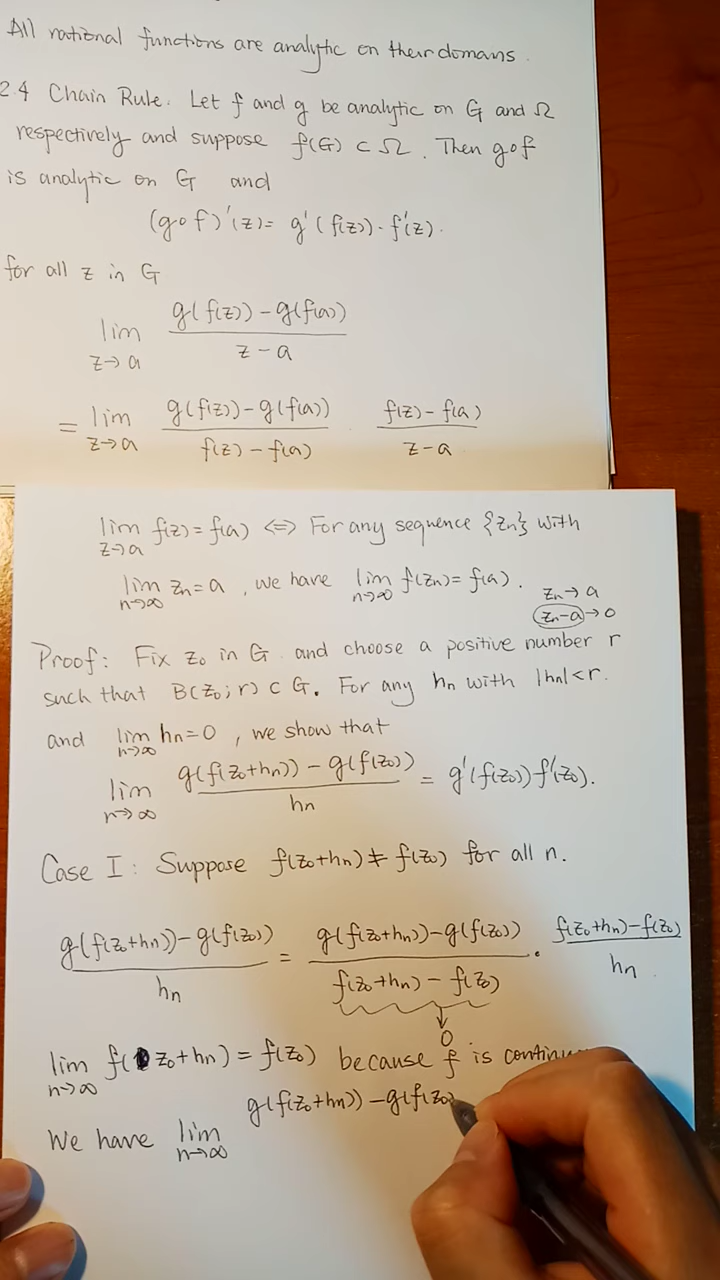 All rational functions are analytic on their domains.
2.4 Chain Rule. Let f and g be analytic on G and Ω
respectively and suppose f(G) ⊂ Ω. Then g∘f
is analytic on G and
(g∘f)'(z) = g'(f(z))·f'(z).
for all z in G
lim z→a (g(f(z)) − g(f(a))) / (z − a)
= lim z→a (g(f(z)) − g(f(a))) / (f(z) − f(a)) (f(z) − f(a)) / (z − a)
lim z→a f(z) = f(a) ⇔ For any sequence {zn} with
lim n→∞ zn = a, we have lim n→∞ f(zn) = f(a).
zn → a
zn − a → 0
Proof: Fix z₀ in G and choose a positive number r
such that B(z₀; r) ⊂ G. For any hn with |hn| < r.
and lim n→∞ hn = 0, we show that
lim n→∞ (g(f(z₀+hn)) − g(f(z₀))) / hn = g'(f(z₀)) f'(z₀).
Case I: Suppose f(z₀+hn) ≠ f(z₀) for all n.
(g(f(z₀+hn)) − g(f(z₀))) / hn = (g(f(z₀+hn)) − g(f(z₀))) / (f(z₀+hn) − f(z₀)) · (f(z₀+hn) − f(z₀)) / hn
↓
0
lim n→∞ f(z₀+hn) = f(z₀) because f is
We have lim n→∞ g(f(z₀+hn)) − g(f(z₀)